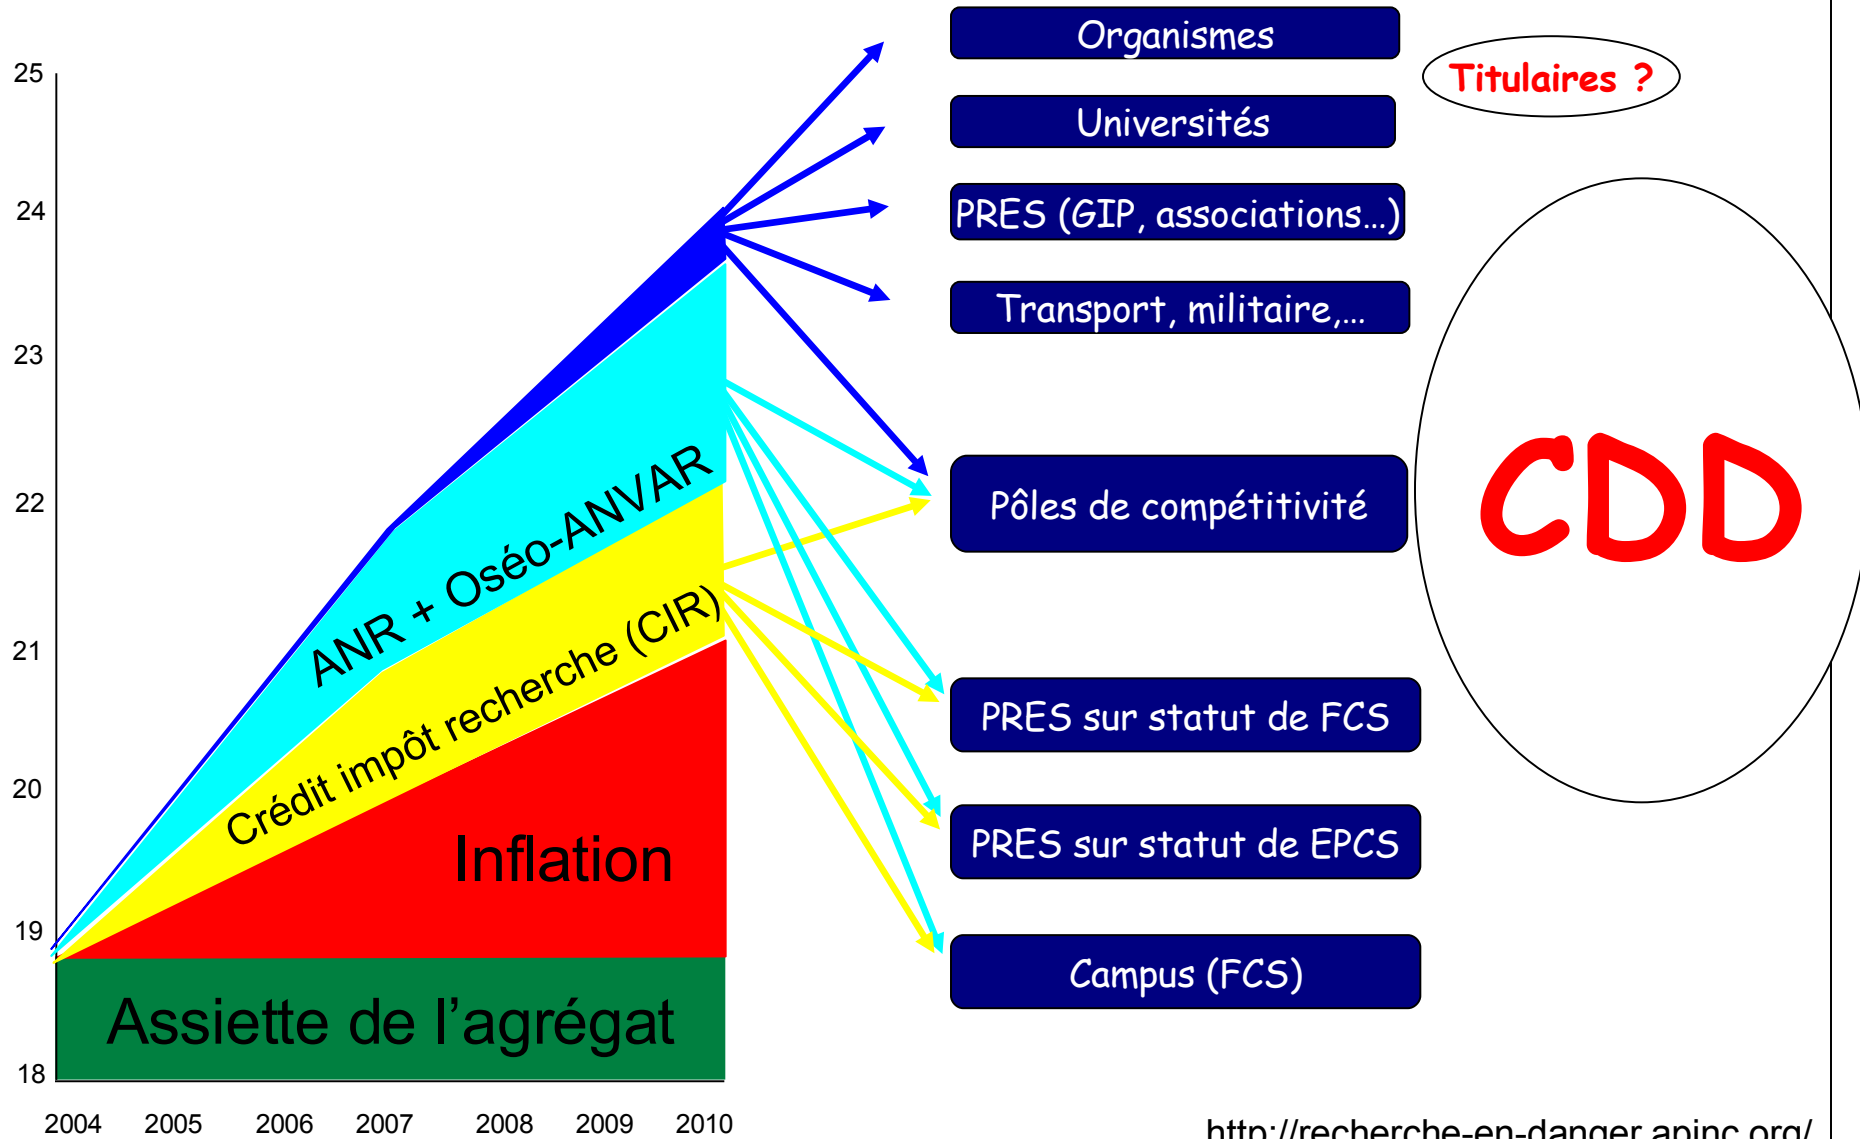 25
24
23
22
21
20
19
18
2004 2005 2006 2007 2008 2009 2010
ANR + Oséo-ANVAR
Crédit impôt recherche (CIR)
Inflation
Assiette de l’agrégat
Organismes
Universités
PRES (GIP, associations…)
Transport, militaire,…
Pôles de compétitivité
PRES sur statut de FCS
PRES sur statut de EPCS
Campus (FCS)
Titulaires ?
CDD
http://recherche-en-danger.apinc.org/